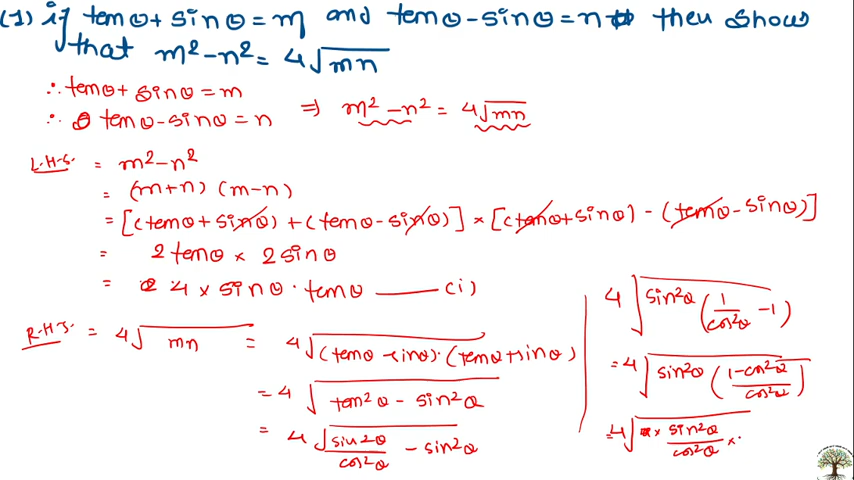 (1) if tanθ + sinθ = m and tanθ - sinθ = n then show
that m² - n² = 4√mn
∴ tanθ + sinθ = m
∴ tanθ - sinθ = n ⇒ m² - n² = 4√mn
L.H.S. = m² - n²
= (m+n) (m-n)
= [(tanθ + sinθ) + (tanθ - sinθ)] × [(tanθ + sinθ) - (tanθ - sinθ)]
= 2 tanθ × 2 sinθ
= 4 × sinθ · tanθ —— (i)
R.H.S. = 4√mn = 4√(tanθ - sinθ)·(tanθ + sinθ)
= 4√tan²θ - sin²θ
= 4√sin²θ/cos²θ - sin²θ
4√sin²θ (1/cos²θ - 1)
= 4√sin²θ (1-cos²θ/cos²θ)
= 4√ × sin²θ/cos²θ ×